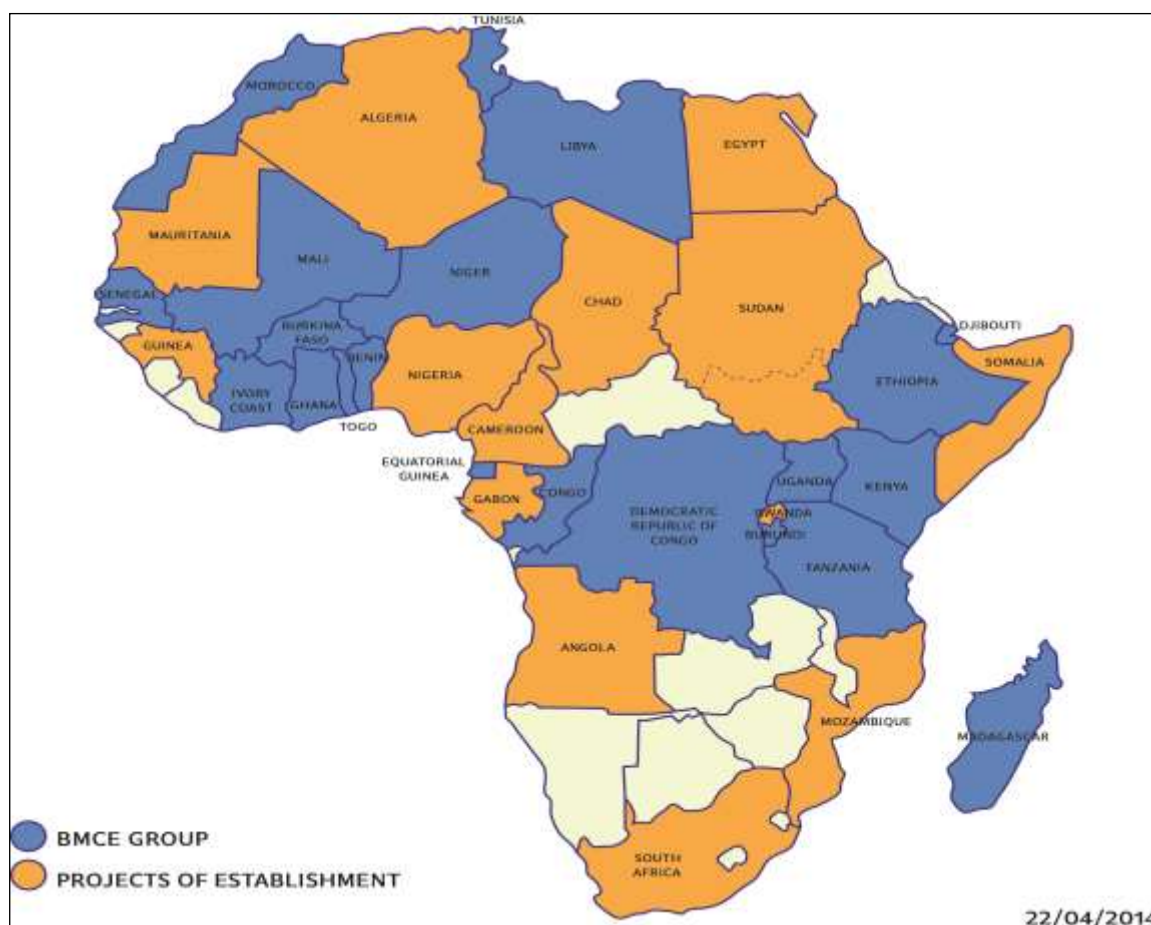 TUNISIA
MOROCCO
ALGERIA
LIBYA
EGYPT
MAURITANIA
MALI
NIGER
CHAD
SUDAN
SENEGAL
DJIBOUTI
BURKINA
FASO
GUINEA
BENIN
NIGERIA
SOMALIA
ETHIOPIA
IVORY
COAST
GHANA
TOGO
CAMEROON
EQUATORIAL
GUINEA
GABON
CONGO
UGANDA
KENYA
DEMOCRATIC
REPUBLIC OF
CONGO
RWANDA
BURUNDI
TANZANIA
ANGOLA
MOZAMBIQUE
MADAGASCAR
BMCE GROUP
PROJECTS OF ESTABLISHMENT
SOUTH
AFRICA
22/04/2014